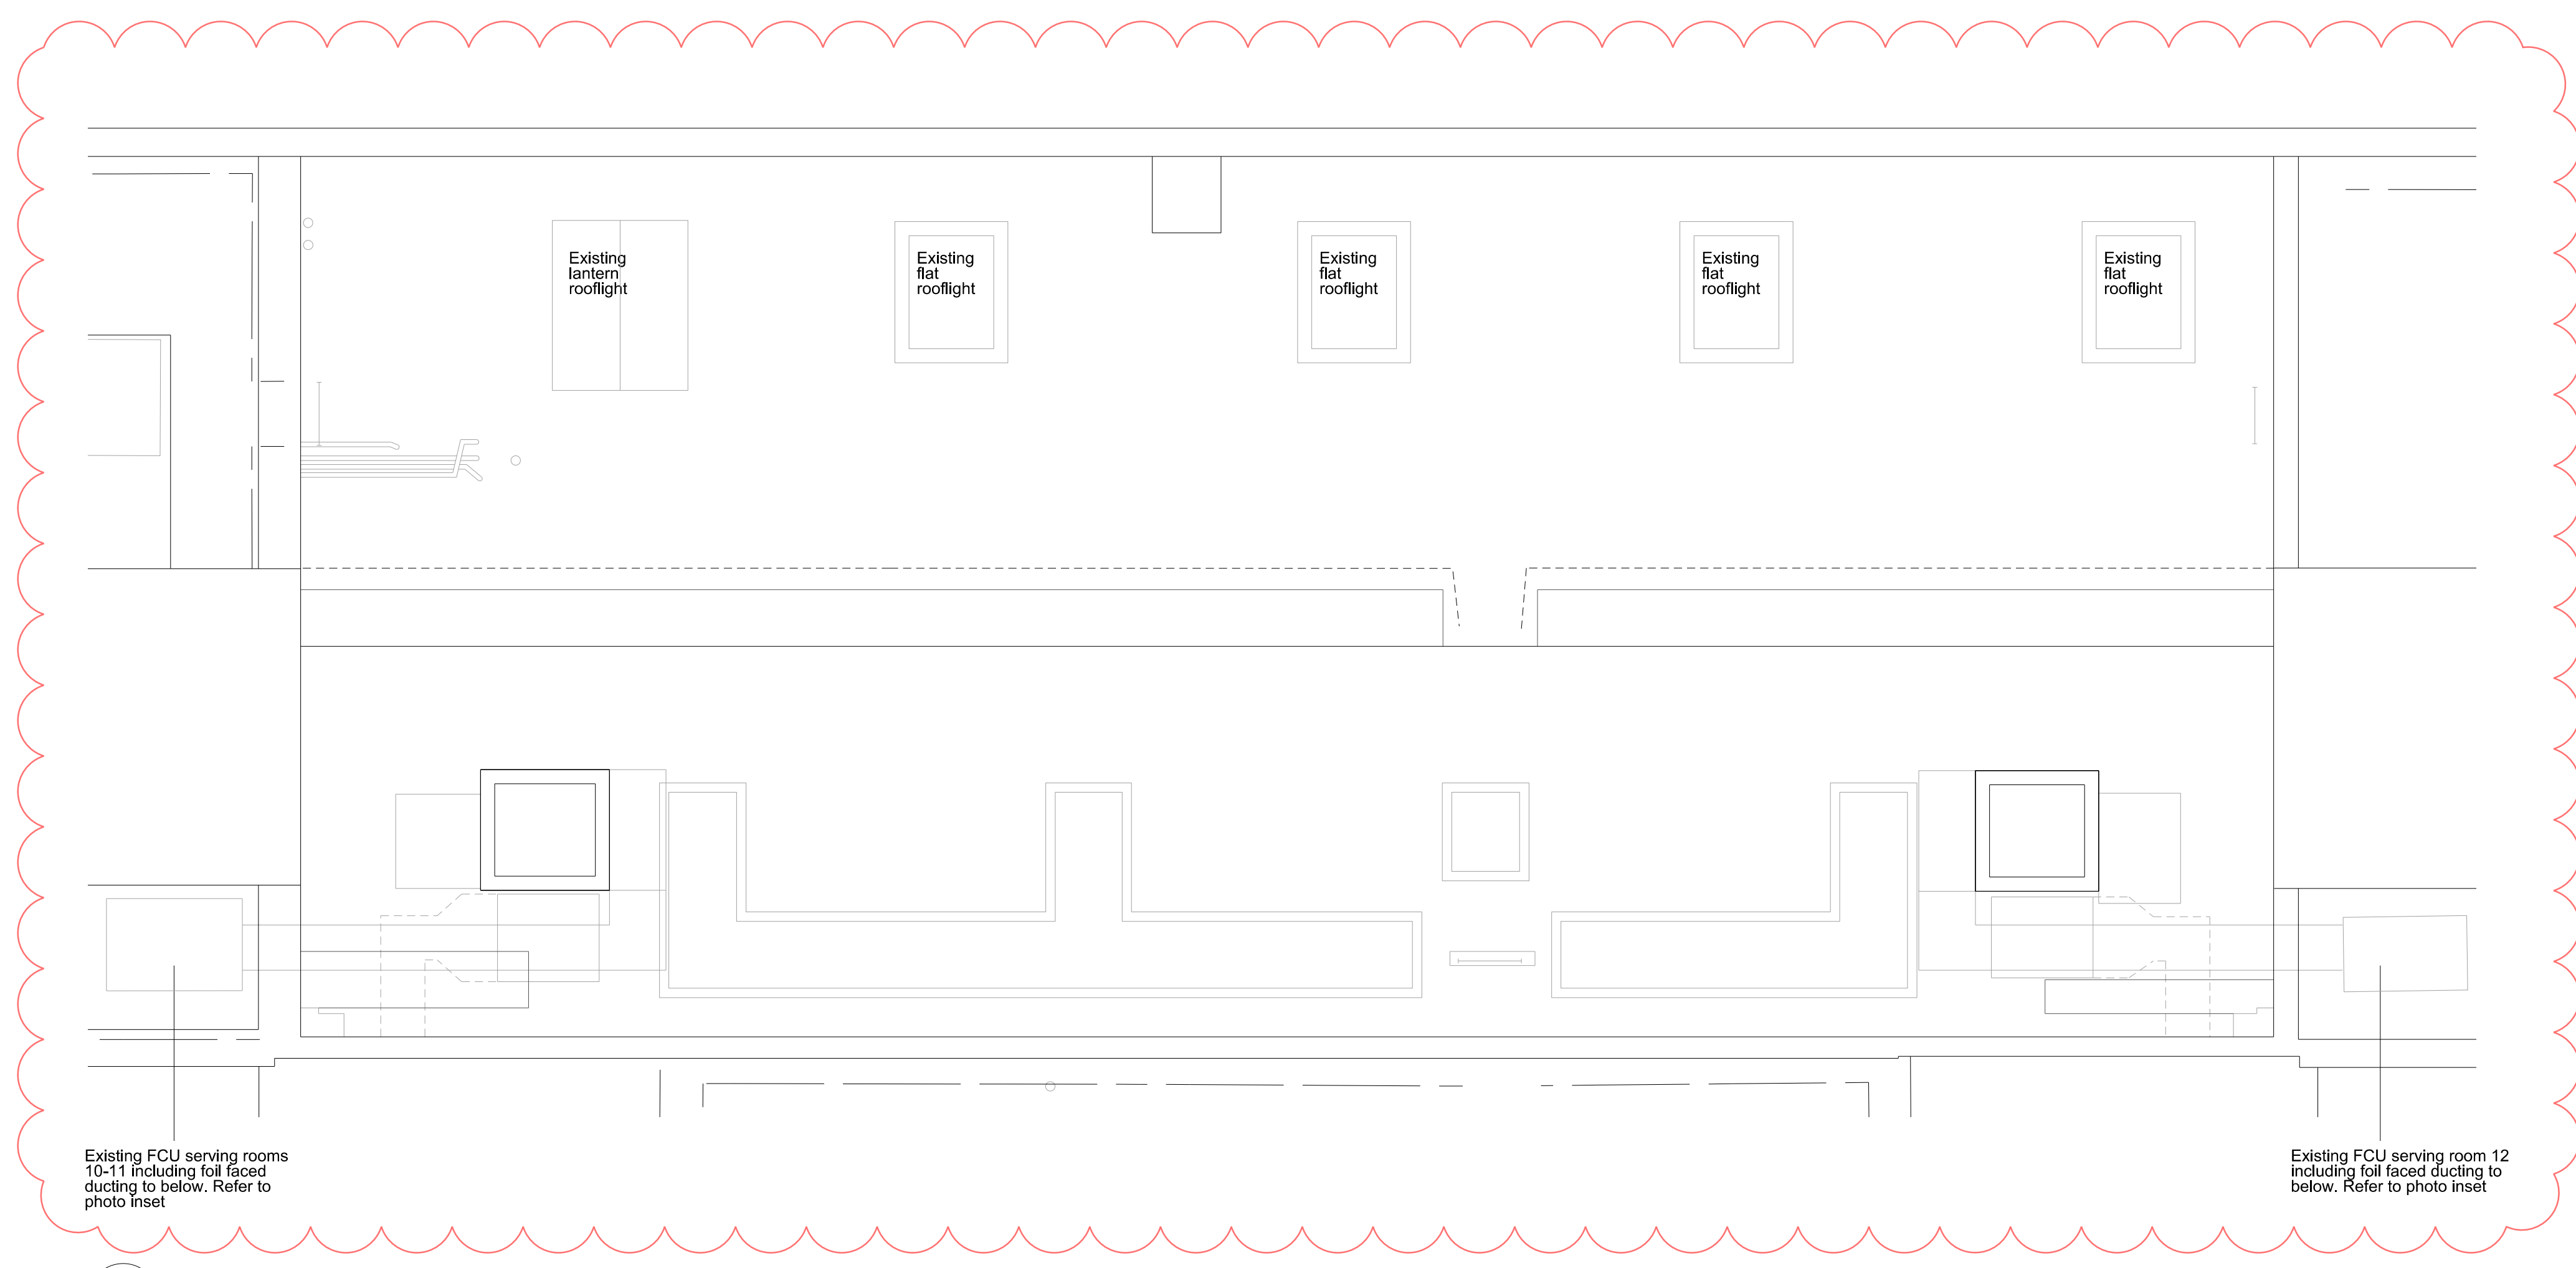 Existing
lantern
rooflight
Existing
flat
rooflight
Existing
flat
rooflight
Existing
flat
rooflight
Existing
flat
rooflight
Existing FCU serving rooms
10-11 including foil faced
ducting to below. Refer to
photo inset
Existing FCU serving room 12
including foil faced ducting to
below. Refer to photo inset